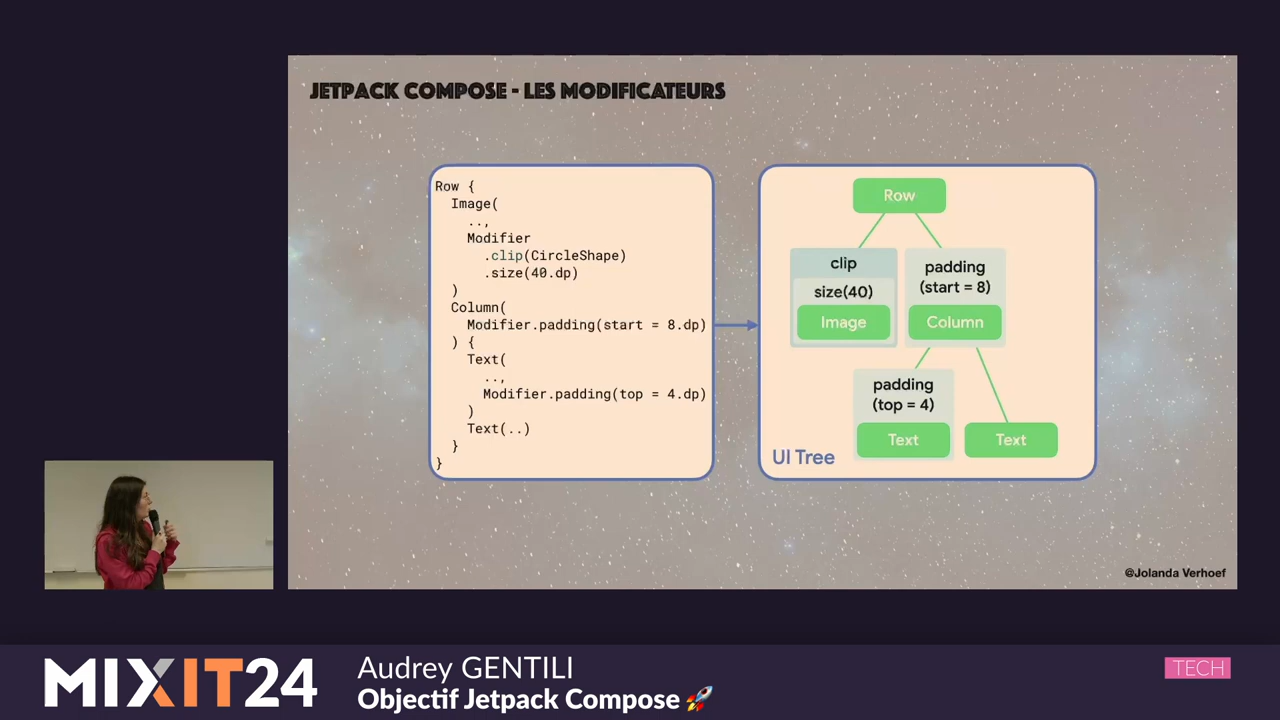 JETPACK COMPOSE - LES MODIFICATEURS
Row {
Image(
..,
Modifier
.clip(CircleShape)
.size(40.dp)
)
Column(
Modifier.padding(start = 8.dp)
) {
Text(
..,
Modifier.padding(top = 4.dp)
)
Text(..)
}
}
Row
clip
size(40)
Image
padding
(start = 8)
Column
padding
(top = 4)
Text
Text
UI Tree
@Jolanda Verhoef
MIXIT24
Audrey GENTILI
Objectif Jetpack Compose 🚀
TECH